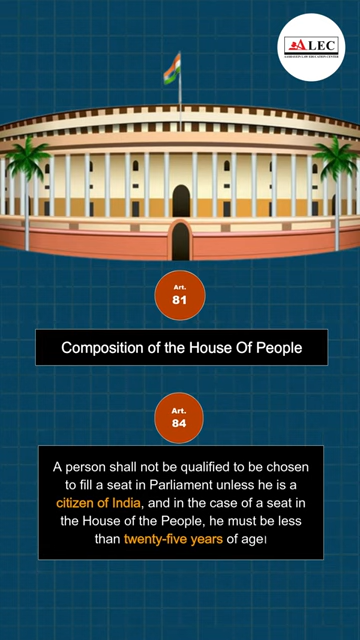 ALEC
Art.
81
Composition of the House Of People
Art.
84
A person shall not be qualified to be chosen
to fill a seat in Parliament unless he is a
citizen of India, and in the case of a seat in
the House of the People, he must be less
than twenty-five years of age।